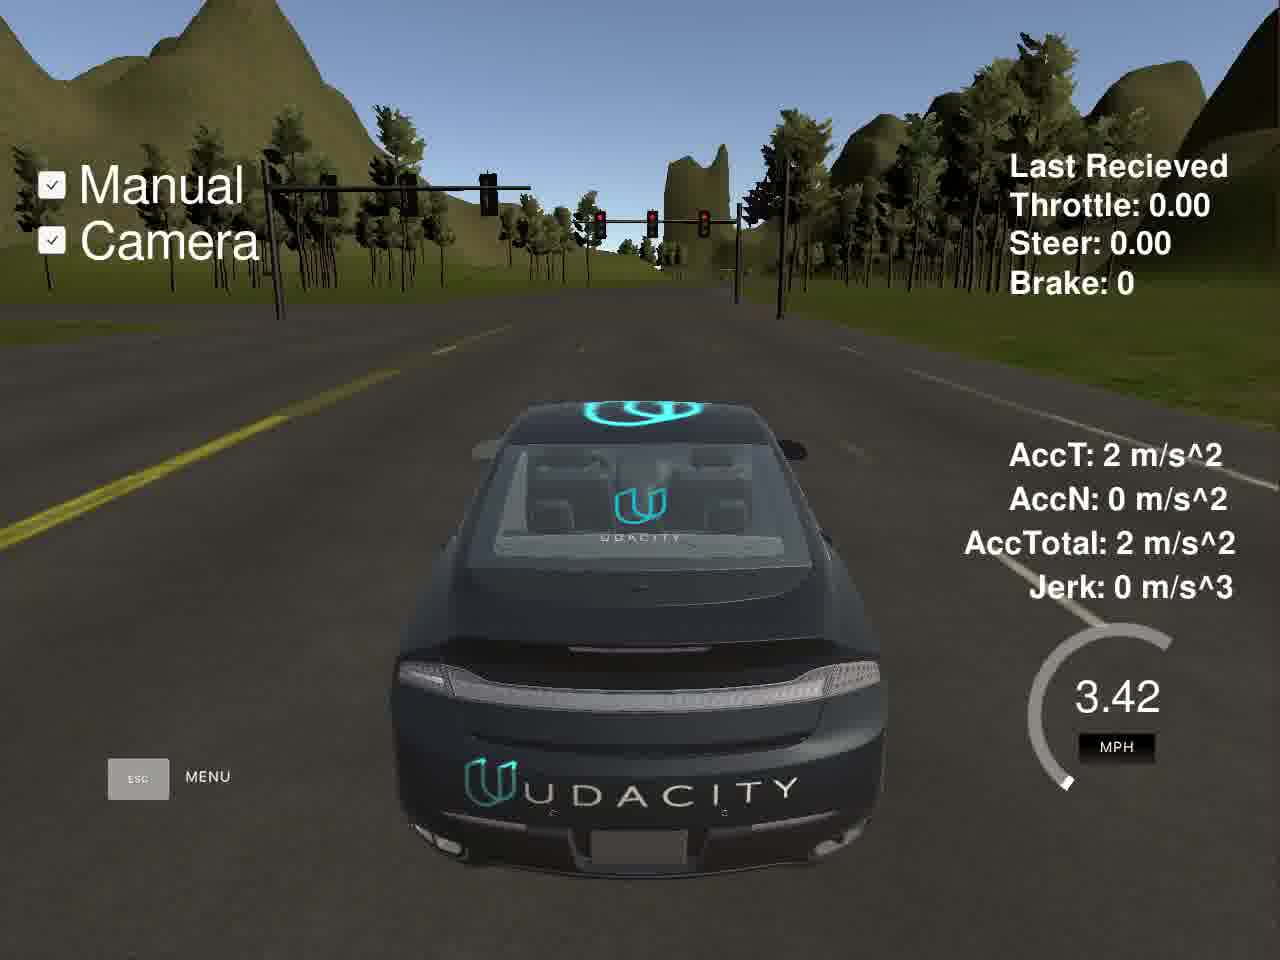 Manual
Camera
Last Recieved
Throttle: 0.00
Steer: 0.00
Brake: 0
AccT: 2 m/s^2
AccN: 0 m/s^2
AccTotal: 2 m/s^2
Jerk: 0 m/s^3
UDACITY
3.42
MPH
ESC
MENU
UDACITY